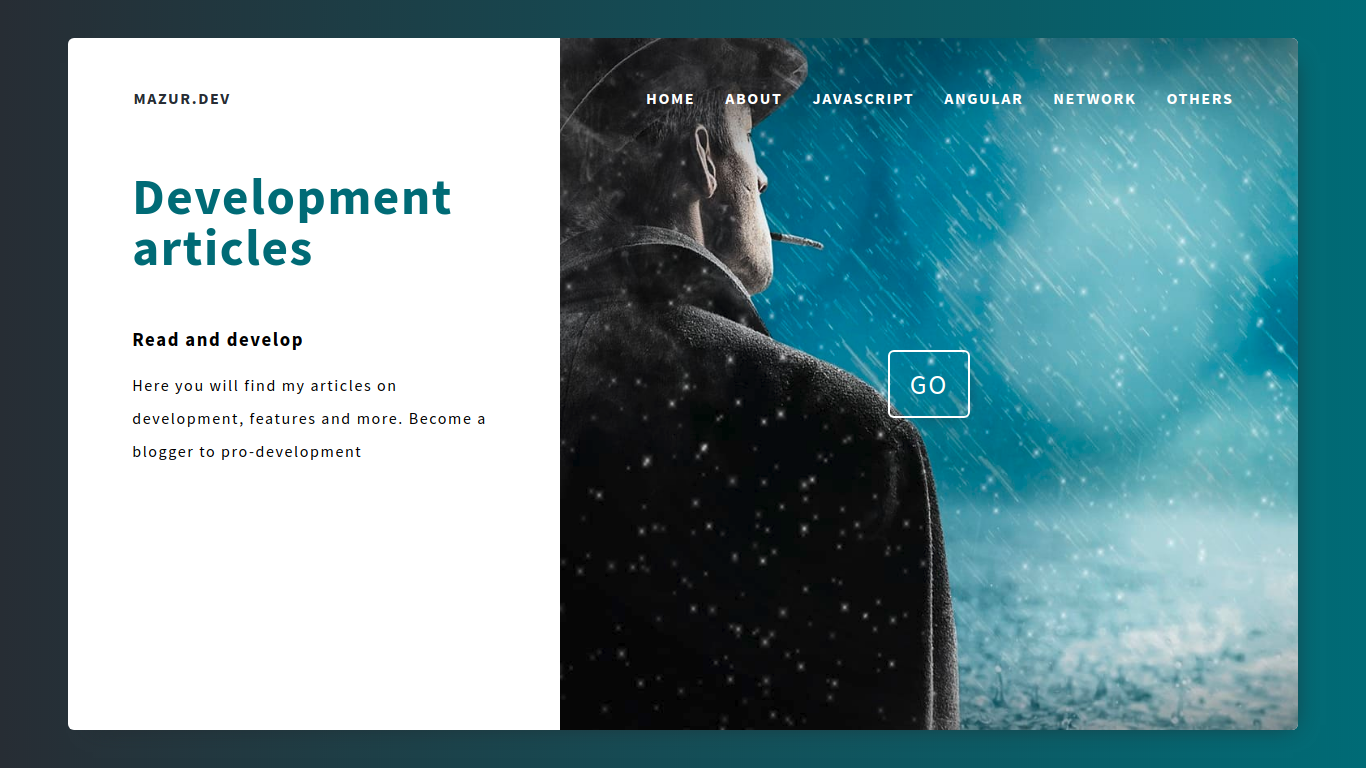 MAZUR.DEV
HOME ABOUT JAVASCRIPT ANGULAR NETWORK OTHERS
Development
articles
Read and develop
Here you will find my articles on
development, features and more. Become a
blogger to pro-development
GO